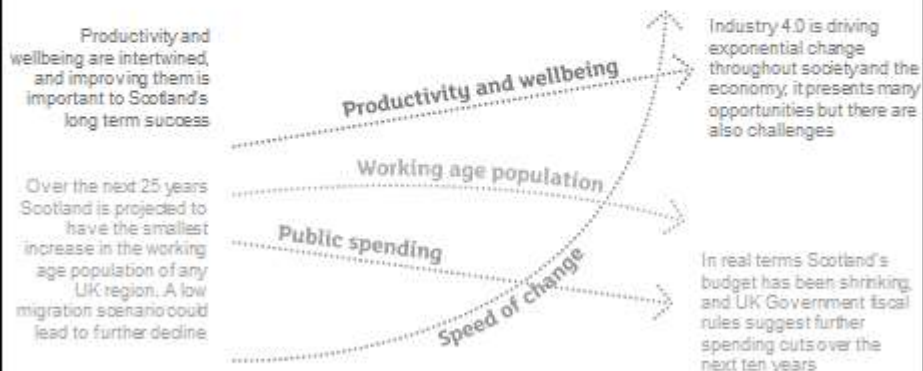 Productivity and
wellbeing are intertwined,
and improving them is
important to Scotland's
long term success
Over the next 25 years
Scotland is projected to
have the smallest
increase in the working
age population of any
UK region. A low
migration scenario could
lead to further decline
Productivity and wellbeing
Working age population
Public spending
Speed of change
Industry 4.0 is driving
exponential change
throughout society and the
economy, it presents many
opportunities but there are
also challenges
In real terms Scotland's
budget has been shrinking,
and UK Government fiscal
rules suggest further
spending cuts over the
next ten years